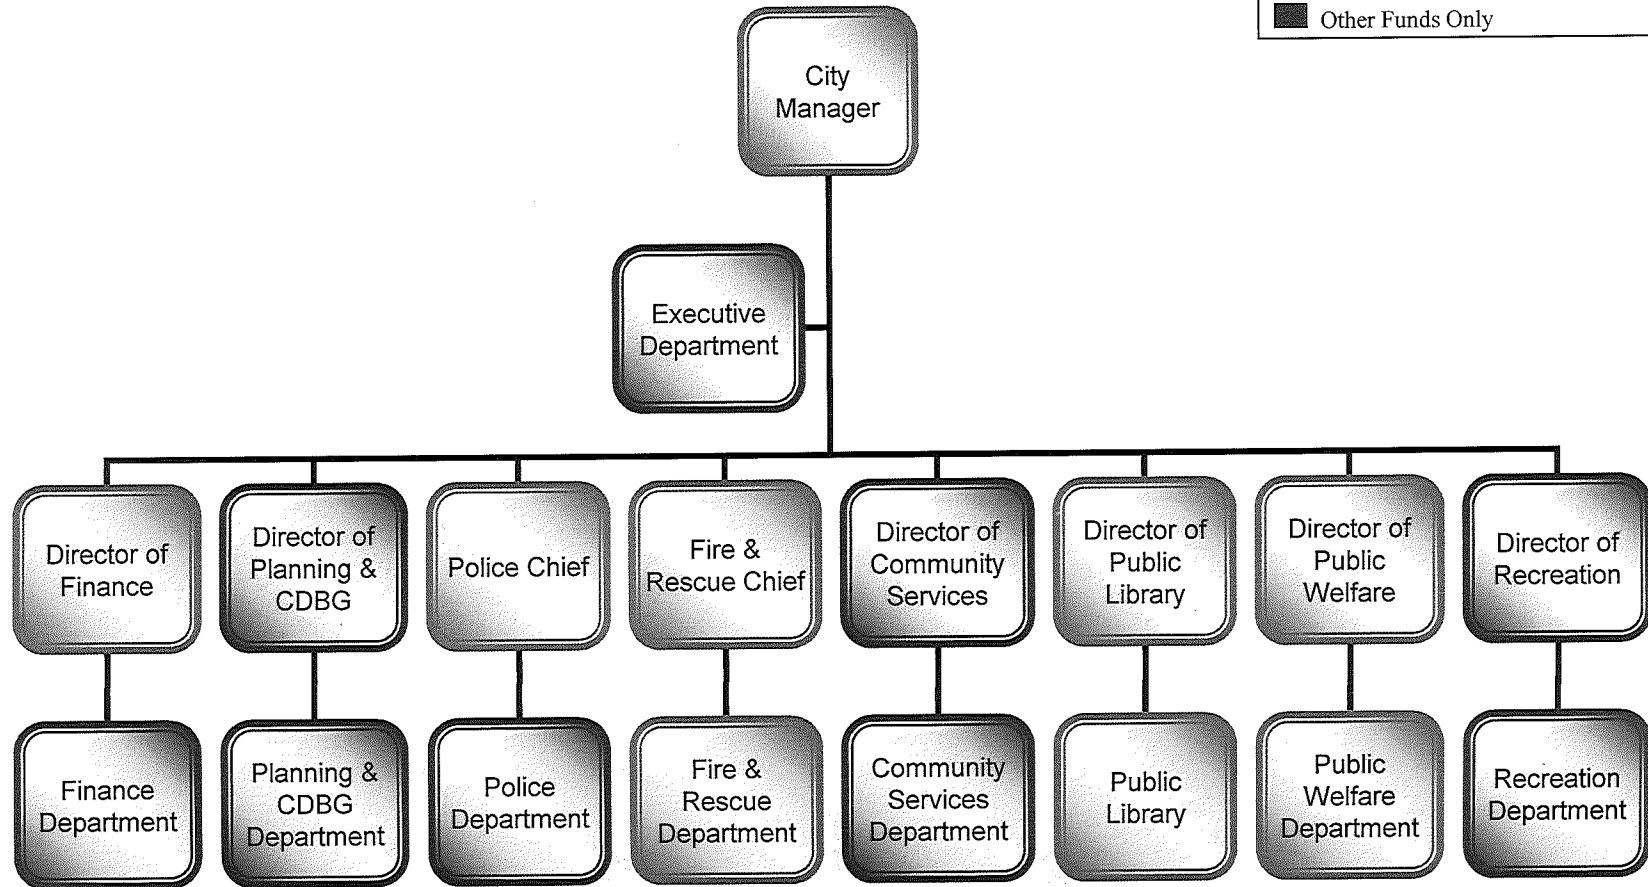 Other Funds Only
City
Manager
Executive
Department
Director of
Finance
Director of
Planning &
CDBG
Police Chief
Fire &
Rescue Chief
Director of
Community
Services
Director of
Public
Library
Director of
Public
Welfare
Director of
Recreation
Finance
Department
Planning &
CDBG
Department
Police
Department
Fire &
Rescue
Department
Community
Services
Department
Public
Library
Public
Welfare
Department
Recreation
Department